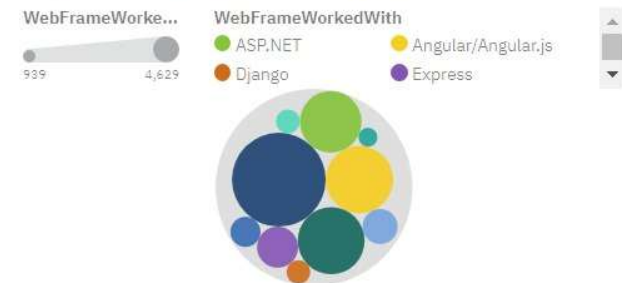 WebFrameWorke...
939 4,629
WebFrameWorkedWith
ASP.NET Angular/Angular.js
Django Express